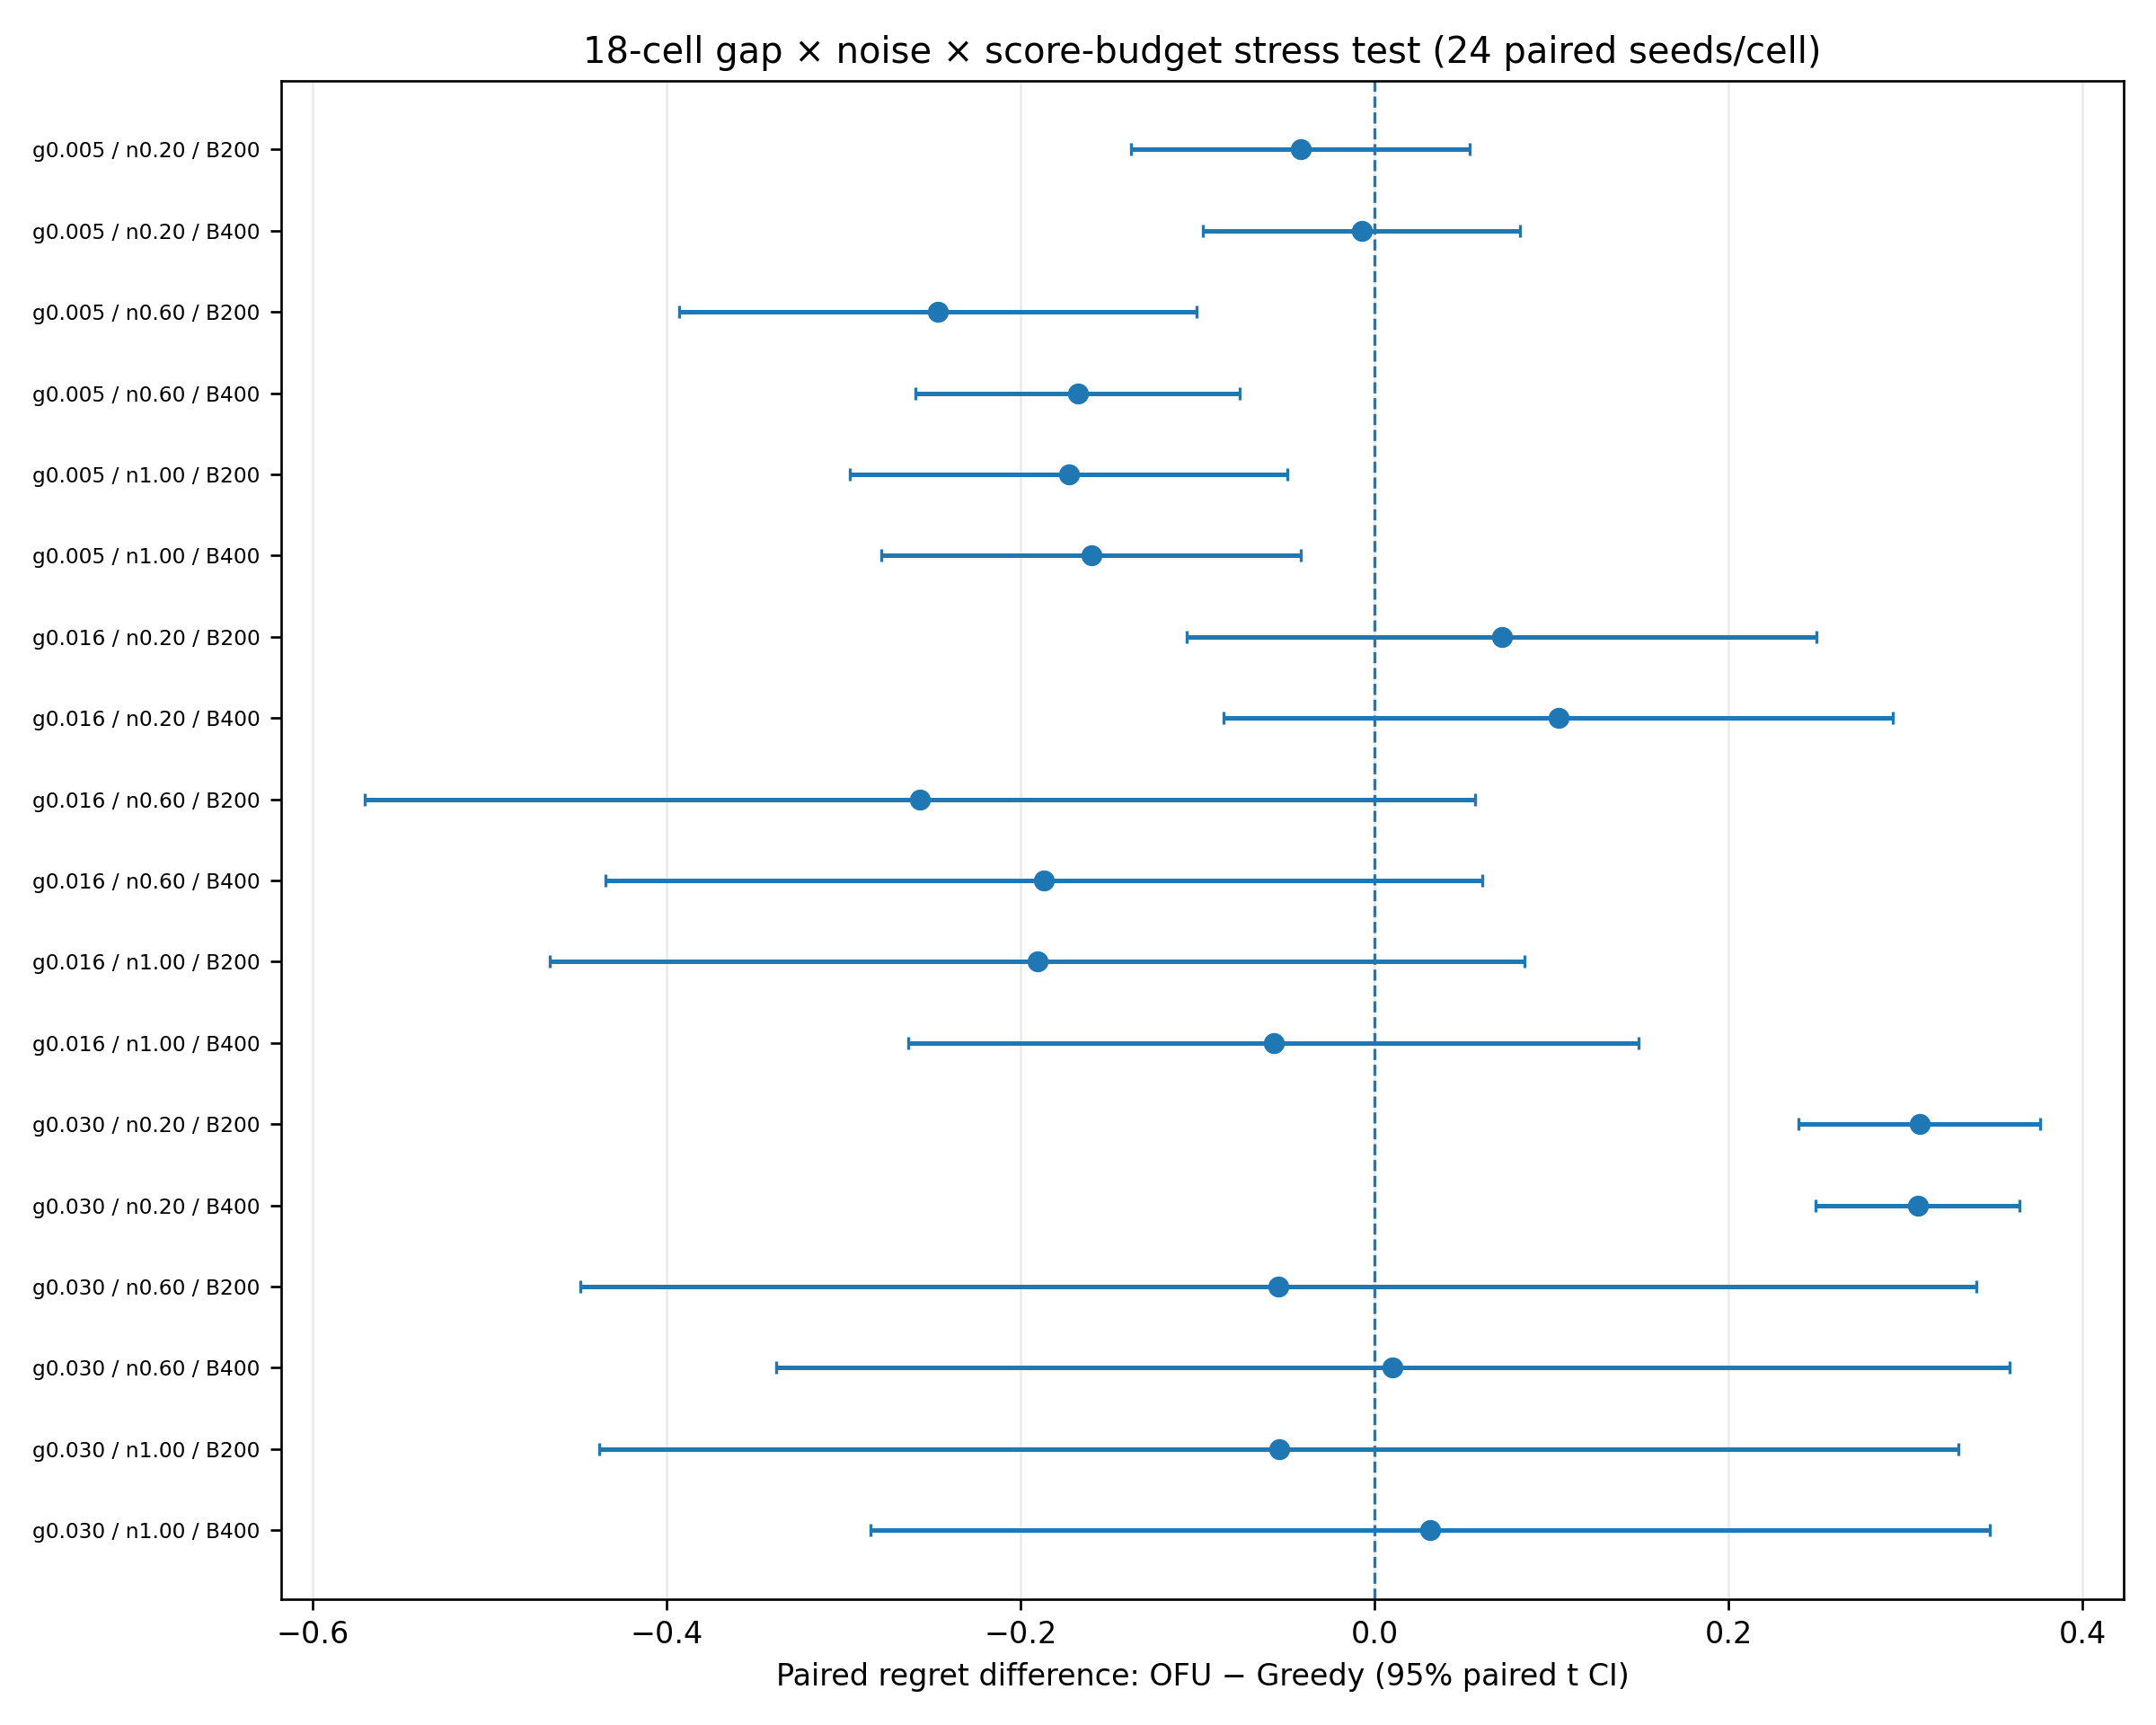 18-cell gap × noise × score-budget stress test (24 paired seeds/cell)
g0.005 / n0.20 / B200
g0.005 / n0.20 / B400
g0.005 / n0.60 / B200
g0.005 / n0.60 / B400
g0.005 / n1.00 / B200
g0.005 / n1.00 / B400
g0.016 / n0.20 / B200
g0.016 / n0.20 / B400
g0.016 / n0.60 / B200
g0.016 / n0.60 / B400
g0.016 / n1.00 / B200
g0.016 / n1.00 / B400
g0.030 / n0.20 / B200
g0.030 / n0.20 / B400
g0.030 / n0.60 / B200
g0.030 / n0.60 / B400
g0.030 / n1.00 / B200
g0.030 / n1.00 / B400
−0.6 −0.4 −0.2 0.0 0.2 0.4
Paired regret difference: OFU − Greedy (95% paired t CI)